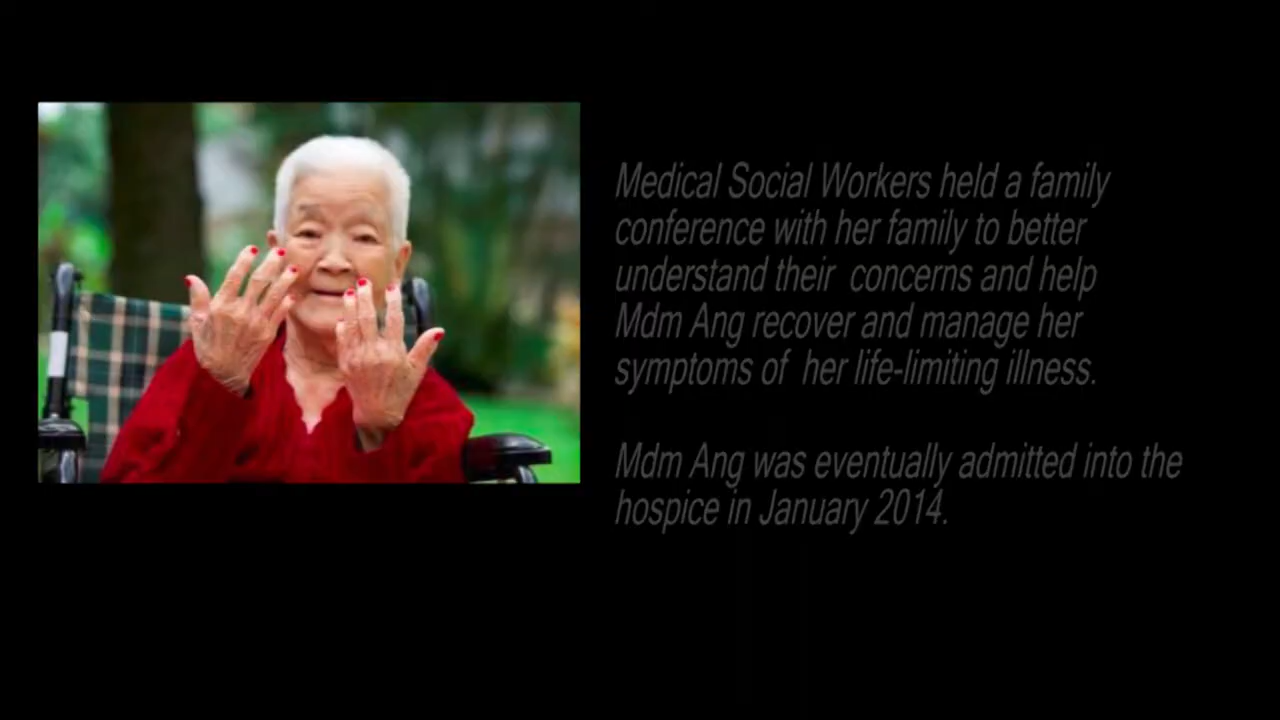 Medical Social Workers held a family
conference with her family to better
understand their  concerns and help
Mdm Ang recover and manage her
symptoms of  her life-limiting illness.
Mdm Ang was eventually admitted into the
hospice in January 2014.